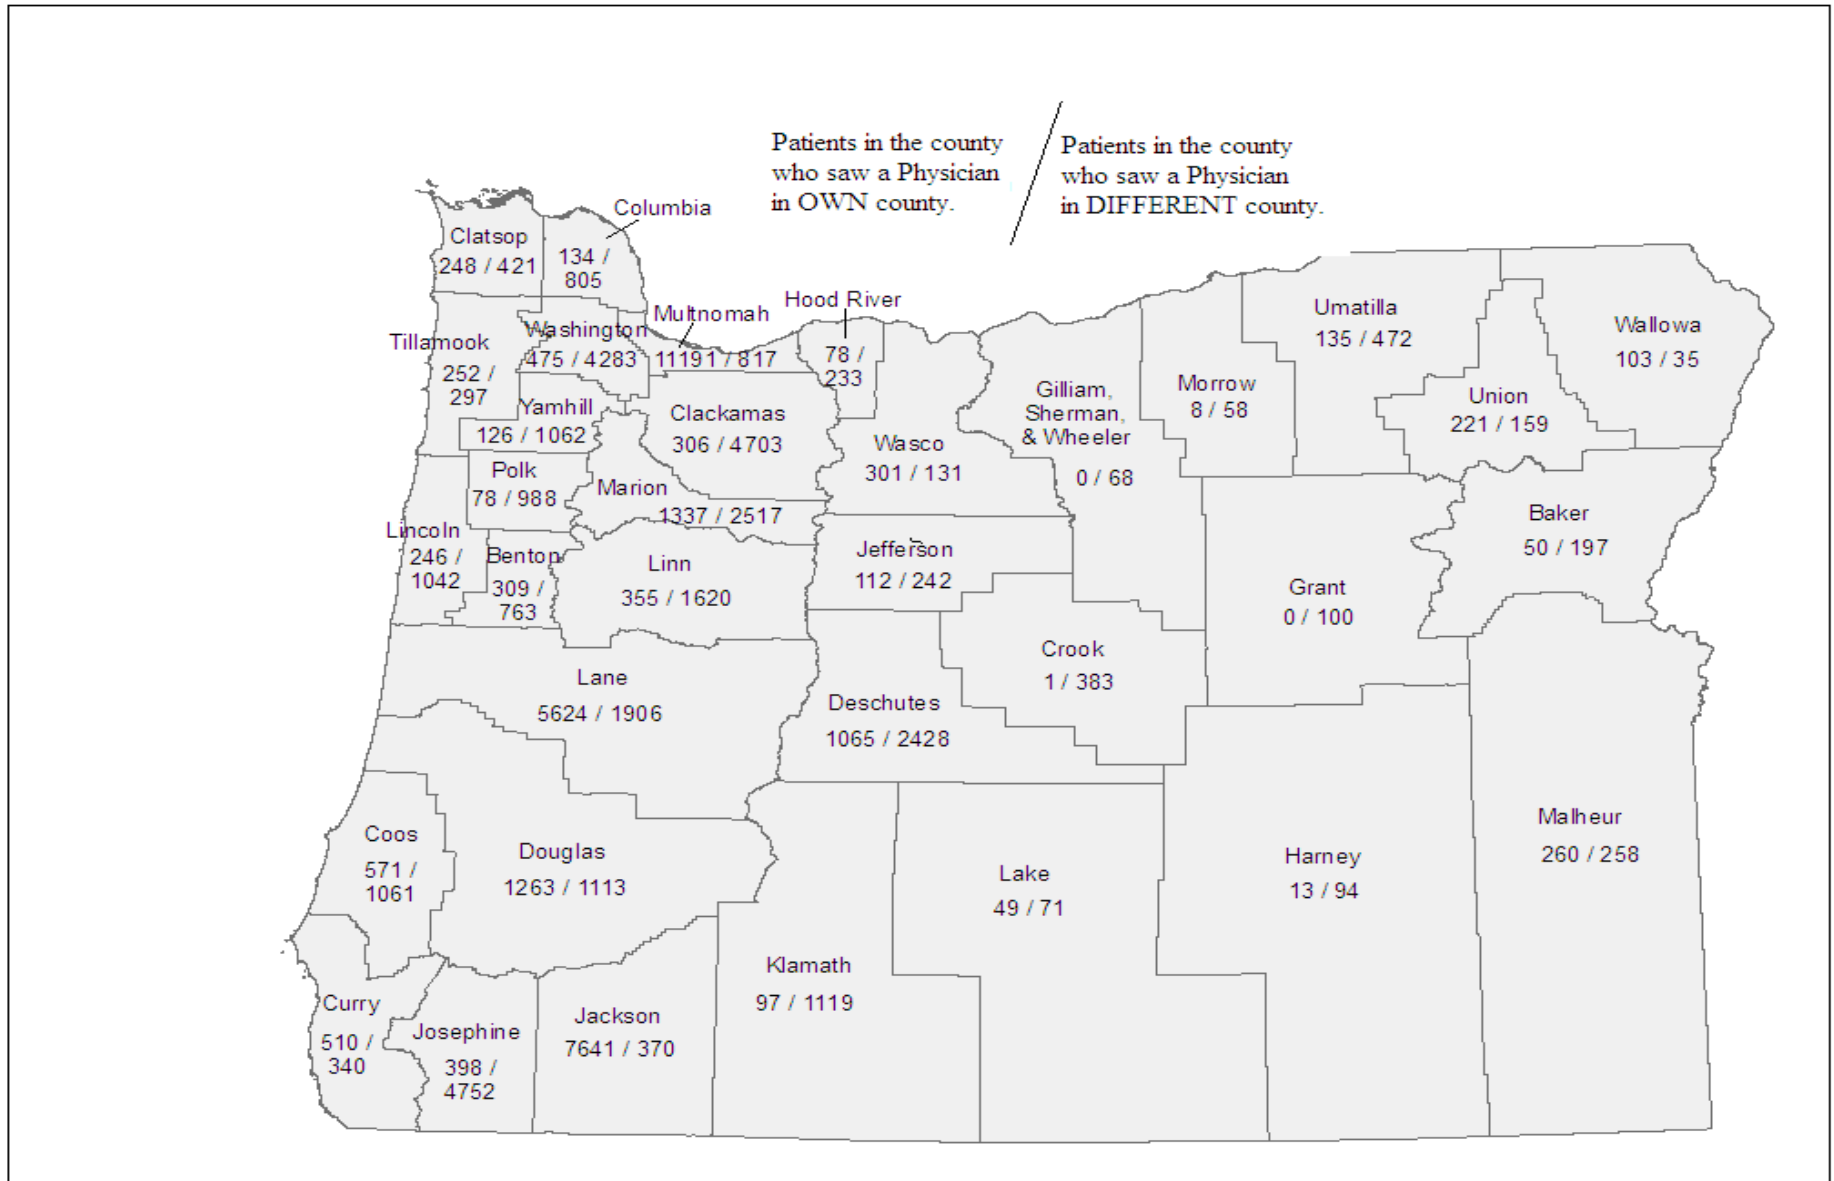 Patients in the county
who saw a Physician
in OWN county.
/
Patients in the county
who saw a Physician
in DIFFERENT county.
Columbia
134 /
805
Clatsop
248 / 421
Hood River
78 /
233
Multnomah
11191 / 817
Washington
475 / 4283
Tillamook
252 /
297
Yamhill
126 / 1062
Clackamas
306 / 4703
Wasco
301 / 131
Gilliam,
Sherman,
& Wheeler
0 / 68
Morrow
8 / 58
Umatilla
135 / 472
Union
221 / 159
Wallowa
103 / 35
Polk
78 / 988
Marion
1337 / 2517
Lincoln
246 /
1042
Benton
309 /
763
Linn
355 / 1620
Jefferson
112 / 242
Grant
0 / 100
Baker
50 / 197
Lane
5624 / 1906
Crook
1 / 383
Deschutes
1065 / 2428
Coos
571 /
1061
Douglas
1263 / 1113
Lake
49 / 71
Harney
13 / 94
Malheur
260 / 258
Klamath
97 / 1119
Curry
510 /
340
Josephine
398 /
4752
Jackson
7641 / 370